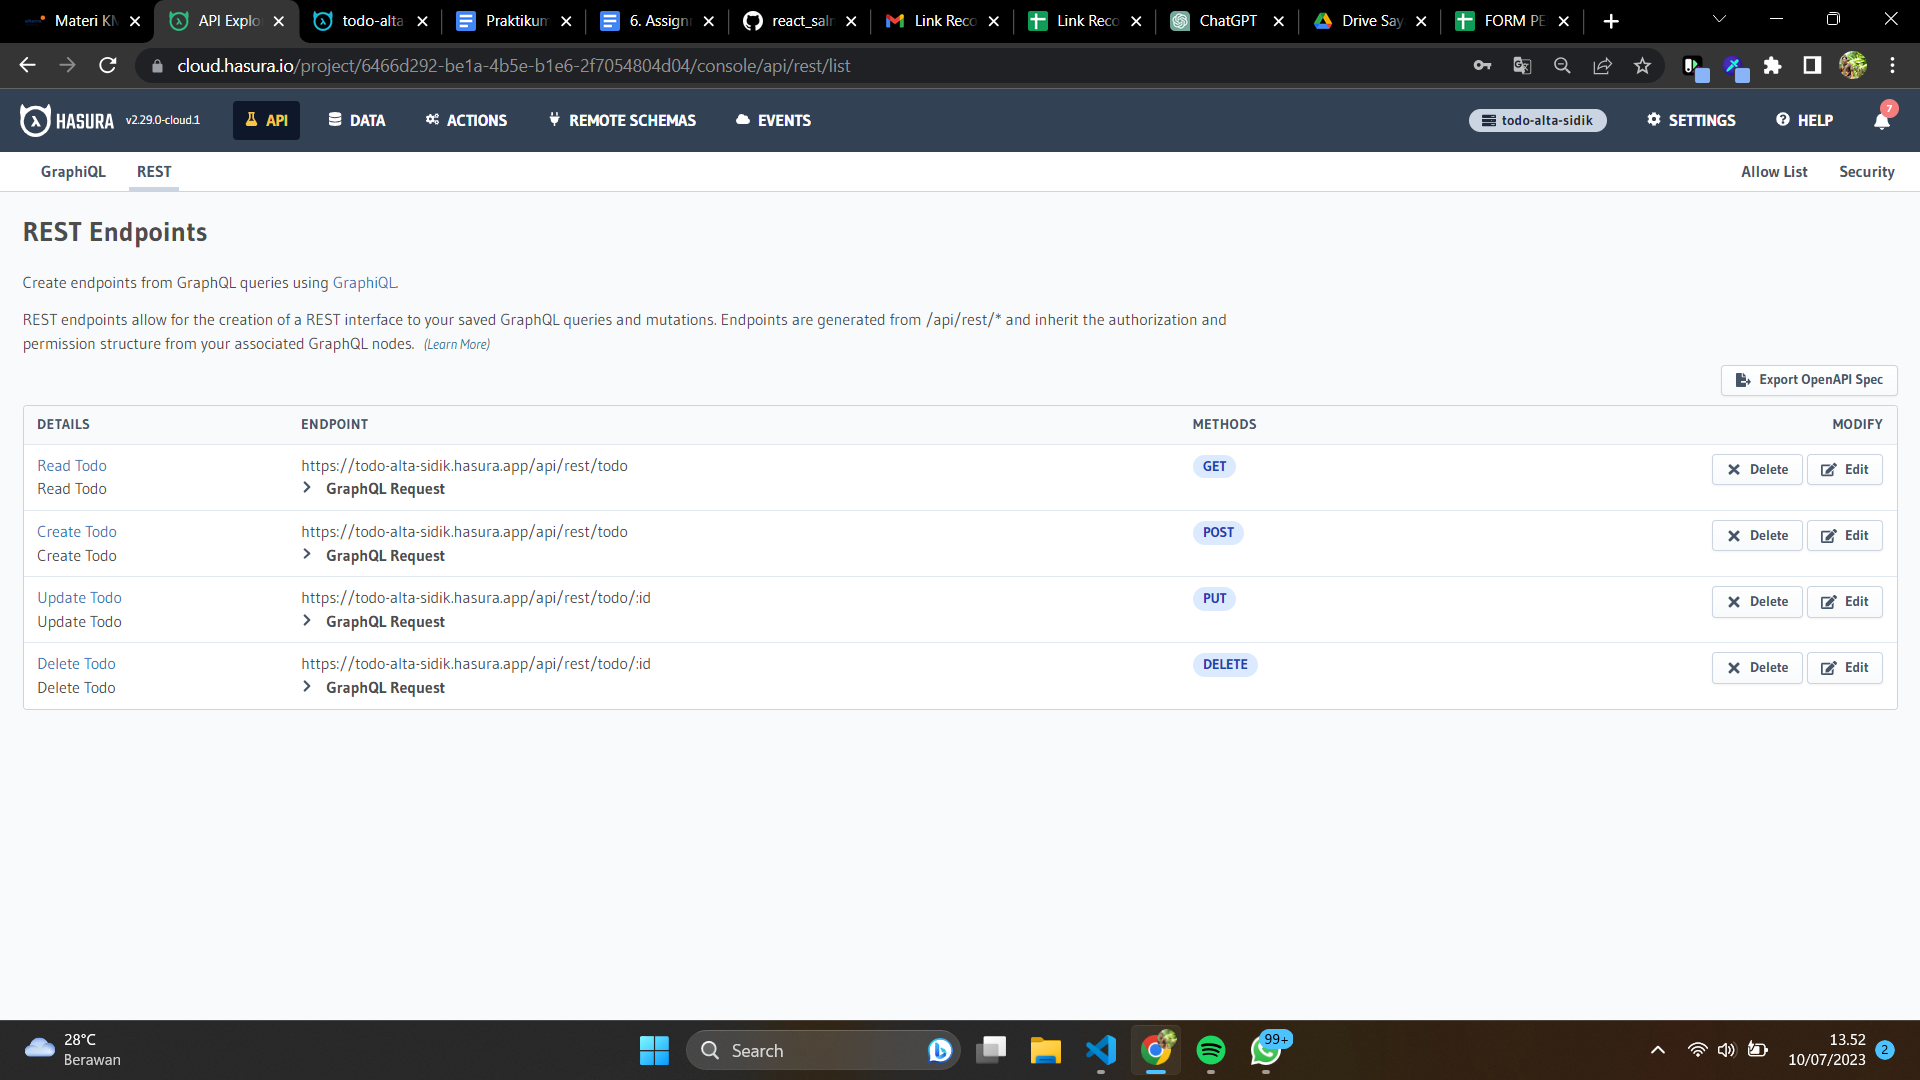 Materi KM
API Explo
todo-alta
Praktikum
6. Assign
react_saln
Link Reco
Link Reco
ChatGPT
Drive Say
FORM PE
cloud.hasura.io/project/6466d292-be1a-4b5e-b1e6-2f7054804d04/console/api/rest/list
HASURA v2.29.0-cloud.1 API DATA ACTIONS REMOTE SCHEMAS EVENTS todo-alta-sidik SETTINGS HELP 7
GraphiQL REST Allow List Security
REST Endpoints
Create endpoints from GraphQL queries using GraphiQL.
REST endpoints allow for the creation of a REST interface to your saved GraphQL queries and mutations. Endpoints are generated from /api/rest/* and inherit the authorization and
permission structure from your associated GraphQL nodes. (Learn More)
Export OpenAPI Spec
DETAILS ENDPOINT METHODS MODIFY
Read Todo https://todo-alta-sidik.hasura.app/api/rest/todo GET Delete Edit
Read Todo GraphQL Request
Create Todo https://todo-alta-sidik.hasura.app/api/rest/todo POST Delete Edit
Create Todo GraphQL Request
Update Todo https://todo-alta-sidik.hasura.app/api/rest/todo/:id PUT Delete Edit
Update Todo GraphQL Request
Delete Todo https://todo-alta-sidik.hasura.app/api/rest/todo/:id DELETE Delete Edit
Delete Todo GraphQL Request
28°C
Berawan
Search
99+
13.52
10/07/2023
2